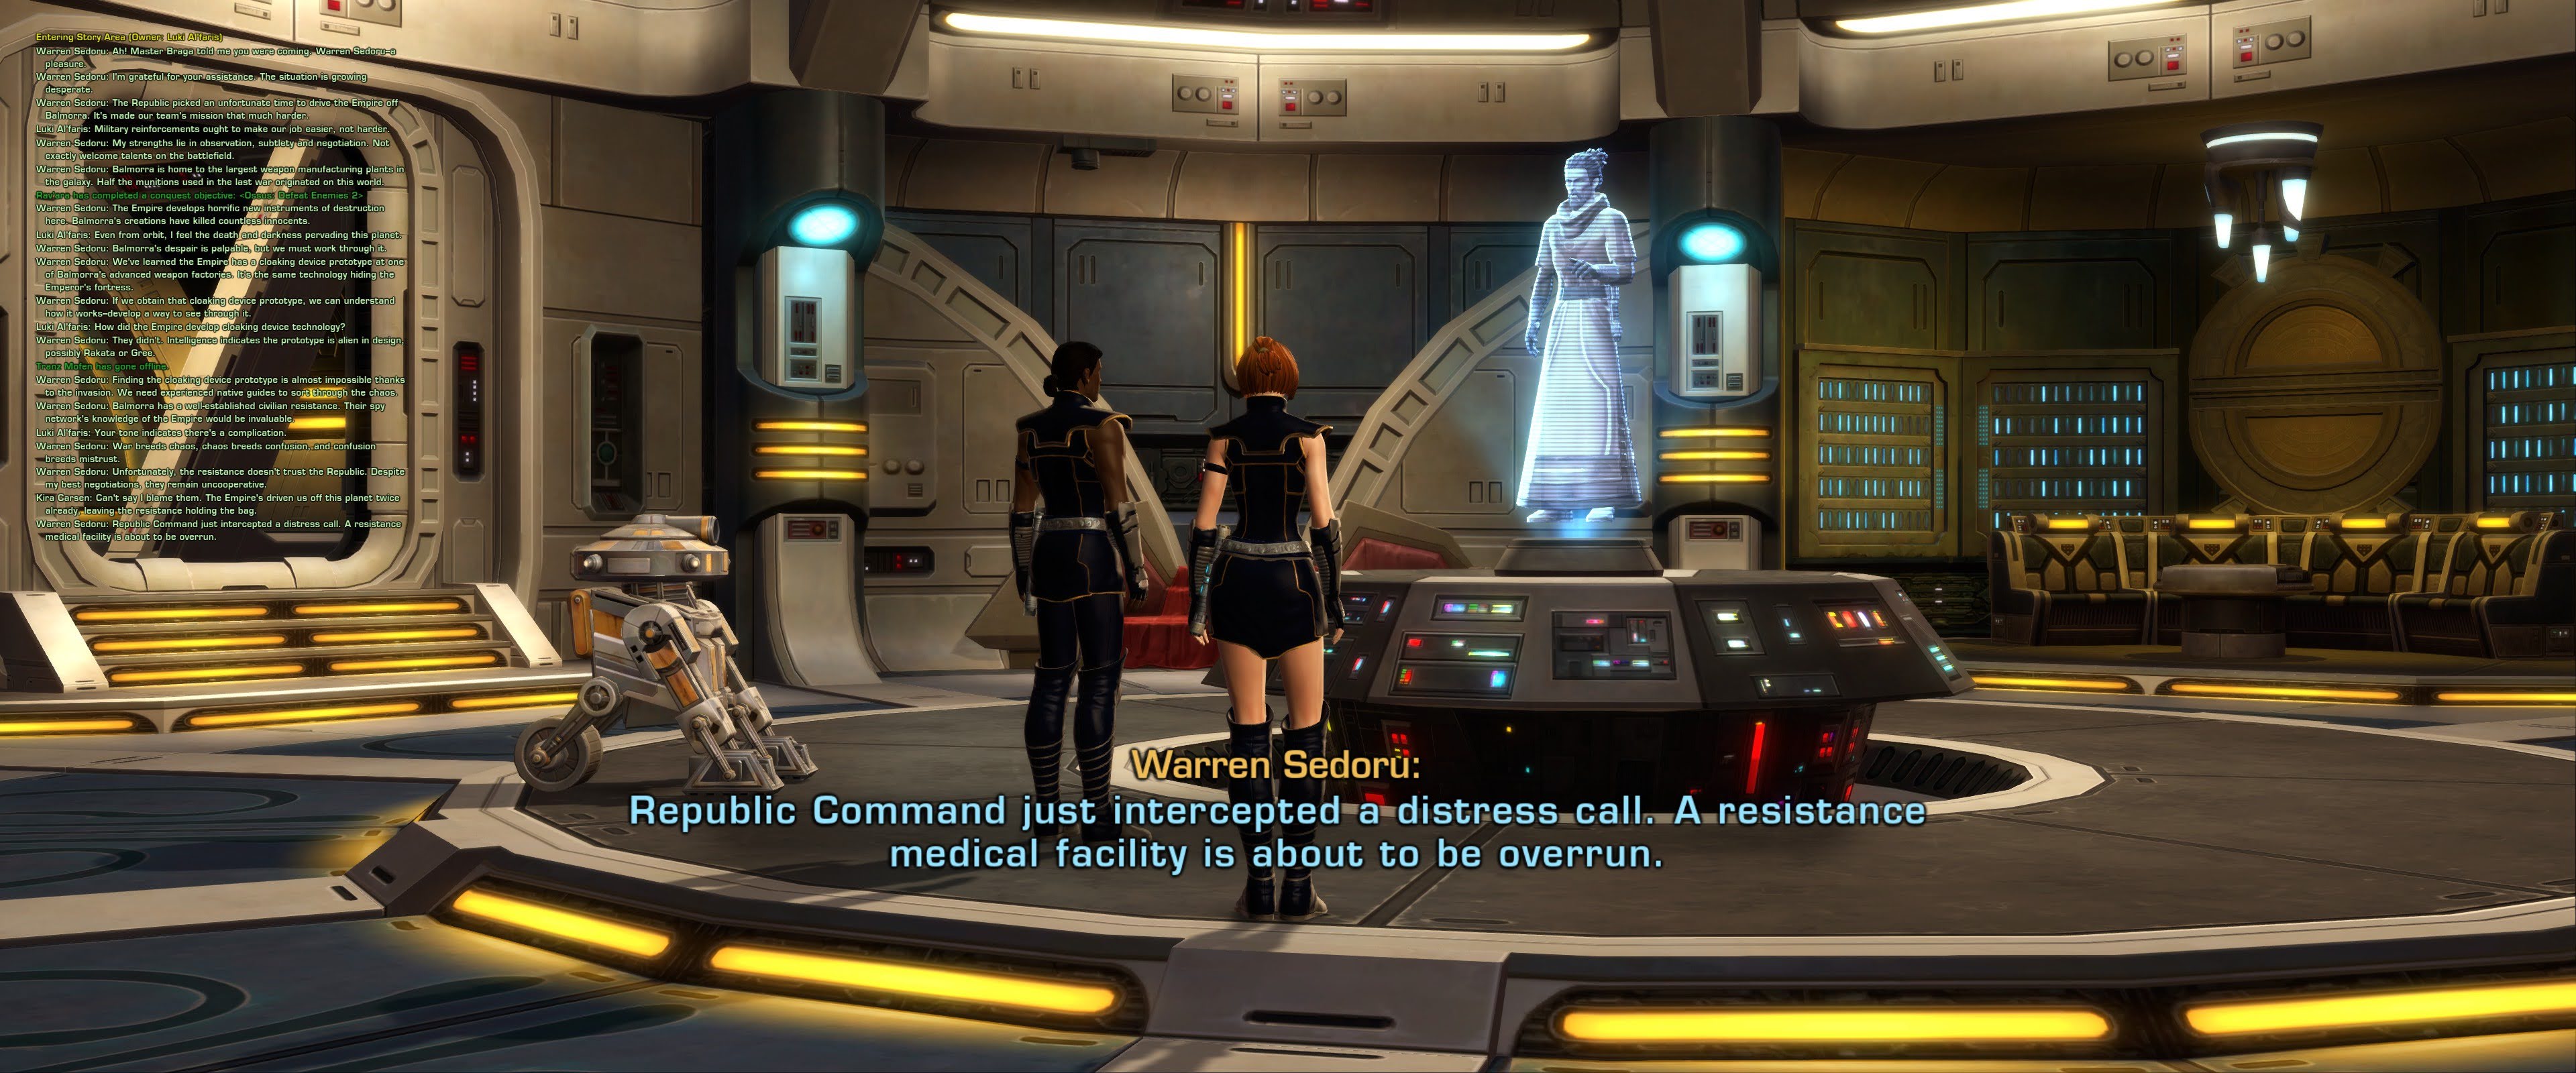 Entering Story Area (Owner: Luki Al'faris)
Warren Sedoru: Ah! Master Braga told me you were coming. Warren Sedoru–a
pleasure.
Warren Sedoru: I'm grateful for your assistance. The situation is growing
desperate.
Warren Sedoru: The Republic picked an unfortunate time to drive the Empire off
Balmorra. It's made our team's mission that much harder.
Luki Al'faris: Military reinforcements ought to make our job easier, not harder.
Warren Sedoru: My strengths lie in observation, subtlety and negotiation. Not
exactly welcome talents on the battlefield.
Warren Sedoru: Balmorra is home to the largest weapon manufacturing plants in
the galaxy. Half the munitions used in the last war originated on this world.
has completed a conquest objective: <Ossus: Defeat Enemies 2>
Warren Sedoru: The Empire develops horrific new instruments of destruction
here. Balmorra's creations have killed countless innocents.
Luki Al'faris: Even from orbit, I feel the death and darkness pervading this planet.
Warren Sedoru: Balmorra's despair is palpable, but we must work through it.
Warren Sedoru: We've learned the Empire has a cloaking device prototype at one
of Balmorra's advanced weapon factories. It's the same technology hiding the
Emperor's fortress.
Warren Sedoru: If we obtain that cloaking device prototype, we can understand
how it works–develop a way to see through it.
Luki Al'faris: How did the Empire develop cloaking device technology?
Warren Sedoru: They didn't. Intelligence indicates the prototype is alien in design,
possibly Rakata or Gree.
Tranz Mofen has gone offline.
Warren Sedoru: Finding the cloaking device prototype is almost impossible thanks
to the invasion. We need experienced native guides to sort through the chaos.
Warren Sedoru: Balmorra has a well-established civilian resistance. Their spy
network's knowledge of the Empire would be invaluable.
Luki Al'faris: Your tone indicates there's a complication.
Warren Sedoru: War breeds chaos, chaos breeds confusion, and confusion
breeds mistrust.
Warren Sedoru: Unfortunately, the resistance doesn't trust the Republic. Despite
my best negotiations, they remain uncooperative.
Kira Carsen: Can't say I blame them. The Empire's driven us off this planet twice
already, leaving the resistance holding the bag.
Warren Sedoru: Republic Command just intercepted a distress call. A resistance
medical facility is about to be overrun.
Warren Sedoru:
Republic Command just intercepted a distress call. A resistance
medical facility is about to be overrun.